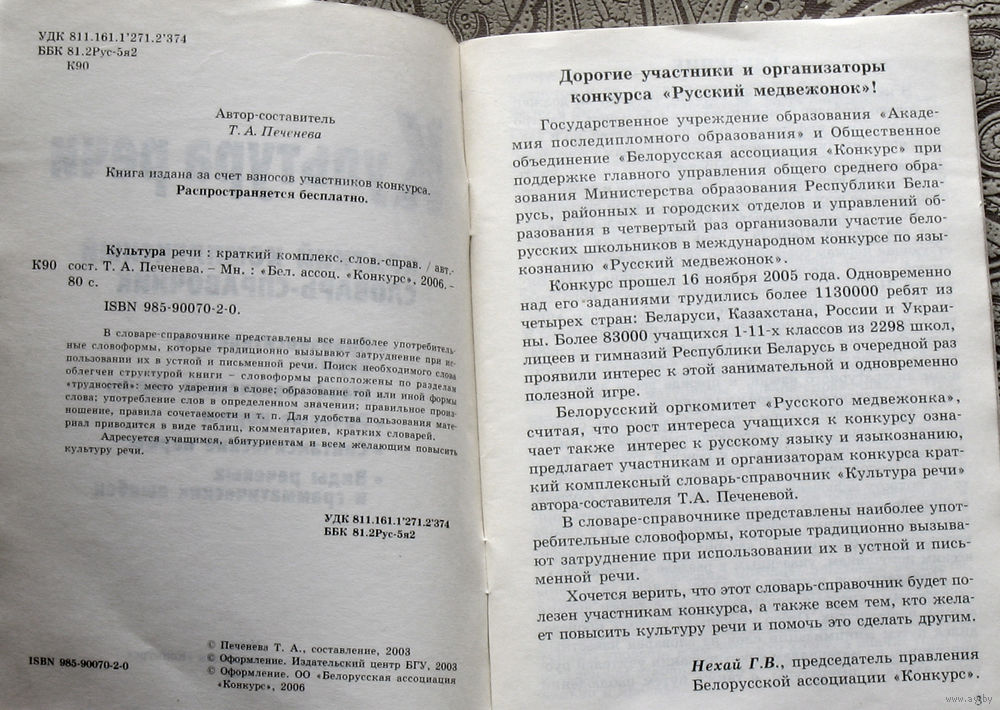 УДК 811.161.1'271.2'374
ББК 81.2Рус-5я2
К90
Автор-составитель
Т. А. Печенева
Книга издана за счет взносов участников конкурса.
Распространяется бесплатно.
Культура речи : краткий комплекс. слов.-справ. / авт.-
К90 сост. Т. А. Печенева. – Мн. : «Бел. ассоц. «Конкурс», 2006. –
80 с.
ISBN 985-90070-2-0.
В словаре-справочнике представлены все наиболее употребитель-
ные словоформы, которые традиционно вызывают затруднение при ис-
пользовании их в устной и письменной речи. Поиск необходимого слова
облегчен структурой книги – словоформы расположены по разделам
«трудностей»: место ударения в слове; образование той или иной формы
слова; употребление слов в определенном значении; правильное произ-
ношение, правила сочетаемости и т. п. Для удобства пользования мате-
риал приводится в виде таблиц, комментариев, кратких словарей.
Адресуется учащимся, абитуриентам и всем желающим повысить
культуру речи.
УДК 811.161.1'271.2'374
ББК 81.2Рус-5я2
© Печенева Т. А., составление, 2003
© Оформление. Издательский центр БГУ, 2003
ISBN 985-90070-2-0
© Оформление. ОО «Белорусская ассоциация
«Конкурс», 2006
Дорогие участники и организаторы
конкурса «Русский медвежонок»!
Государственное учреждение образования «Акаде-
мия последипломного образования» и Общественное
объединение «Белорусская ассоциация «Конкурс» при
поддержке главного управления общего среднего обра-
зования Министерства образования Республики Бела-
русь, районных и городских отделов и управлений об-
разования в четвертый раз организовали участие бело-
русских школьников в международном конкурсе по язы-
кознанию «Русский медвежонок».
Конкурс прошел 16 ноября 2005 года. Одновременно
над его заданиями трудились более 1130000 ребят из
четырех стран: Беларуси, Казахстана, России и Украи-
ны. Более 83000 учащихся 1-11-х классов из 2298 школ,
лицеев и гимназий Республики Беларусь в очередной раз
проявили интерес к этой занимательной и одновременно
полезной игре.
Белорусский оргкомитет «Русского медвежонка»,
считая, что рост интереса учащихся к конкурсу озна-
чает также интерес к русскому языку и языкознанию,
предлагает участникам и организаторам конкурса крат-
кий комплексный словарь-справочник «Культура речи»
автора-составителя Т.А. Печеневой.
В словаре-справочнике представлены наиболее упот-
ребительные словоформы, которые традиционно вызыва-
ют затруднение при использовании их в устной и пись-
менной речи.
Хочется верить, что этот словарь-справочник будет по-
лезен участникам конкурса, а также всем тем, кто жела-
ет повысить культуру речи и помочь это сделать другим.
Нехай Г.В., председатель правления
Белорусской ассоциации «Конкурс».
3
www.ay.by